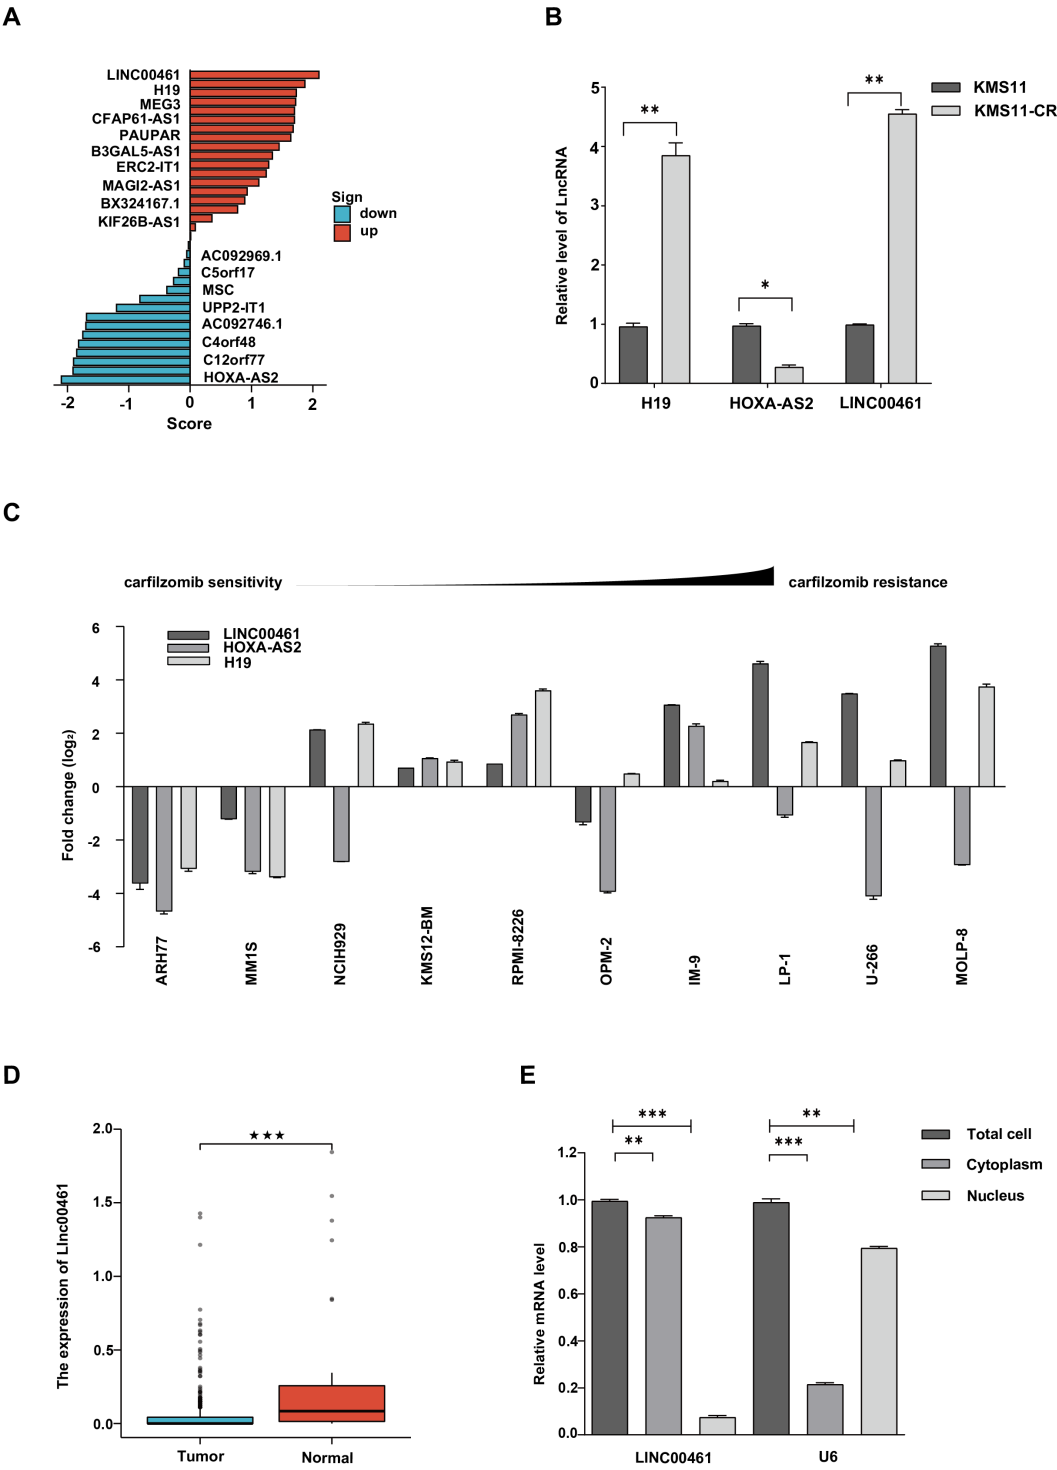 A
LINC00461
H19
MEG3
CFAP61-AS1
PAUPAR
B3GAL5-AS1
ERC2-IT1
MAGI2-AS1
BX324167.1
KIF26B-AS1
AC092969.1
C5orf17
MSC
UPP2-IT1
AC092746.1
C4orf48
C12orf77
HOXA-AS2
-2 -1 0 1 2
Score
Sign
down
up
B
Relative level of LncRNA
5
4
3
2
1
0
** * **
H19 HOXA-AS2 LINC00461
KMS11
KMS11-CR
C
carfilzomib sensitivity carfilzomib resistance
LINC00461
HOXA-AS2
H19
Fold change (log₂)
6
4
2
0
-2
-4
-6
ARH77 MM1S NCIH929 KMS12-BM RPMI-8226 OPM-2 IM-9 LP-1 U-266 MOLP-8
D
The expression of LInc00461
2.0
1.5
1.0
0.5
0.0
★★★
Tumor Normal
E
Relative mRNA level
1.2
1.0
0.8
0.6
0.4
0.2
0.0
*** **
** ***
LINC00461 U6
Total cell
Cytoplasm
Nucleus